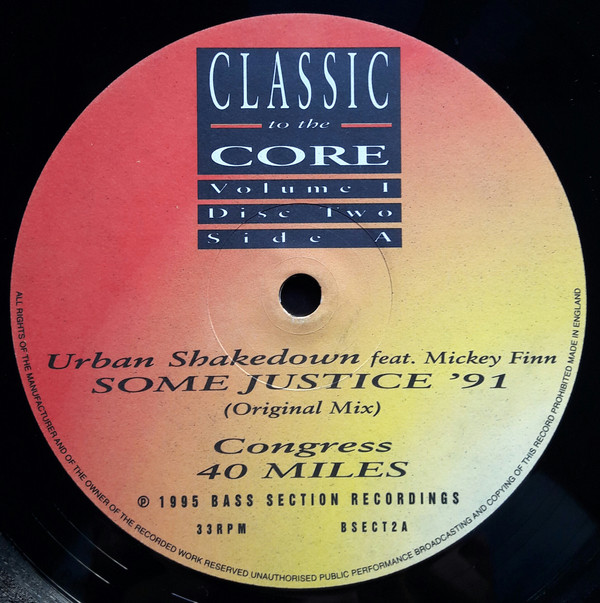 CLASSIC
to the
CORE
Volume I
Disc Two
Side A
Urban Shakedown feat. Mickey Finn
SOME JUSTICE '91
(Original Mix)
Congress
40 MILES
℗ 1995 BASS SECTION RECORDINGS
33RPM BSECT2A
ALL RIGHTS OF THE MANUFACTURER AND OF THE OWNER OF THE RECORDED WORK RESERVED UNAUTHORISED PUBLIC PERFORMANCE BROADCASTING AND COPYING OF THIS RECORD PROHIBITED MADE IN ENGLAND